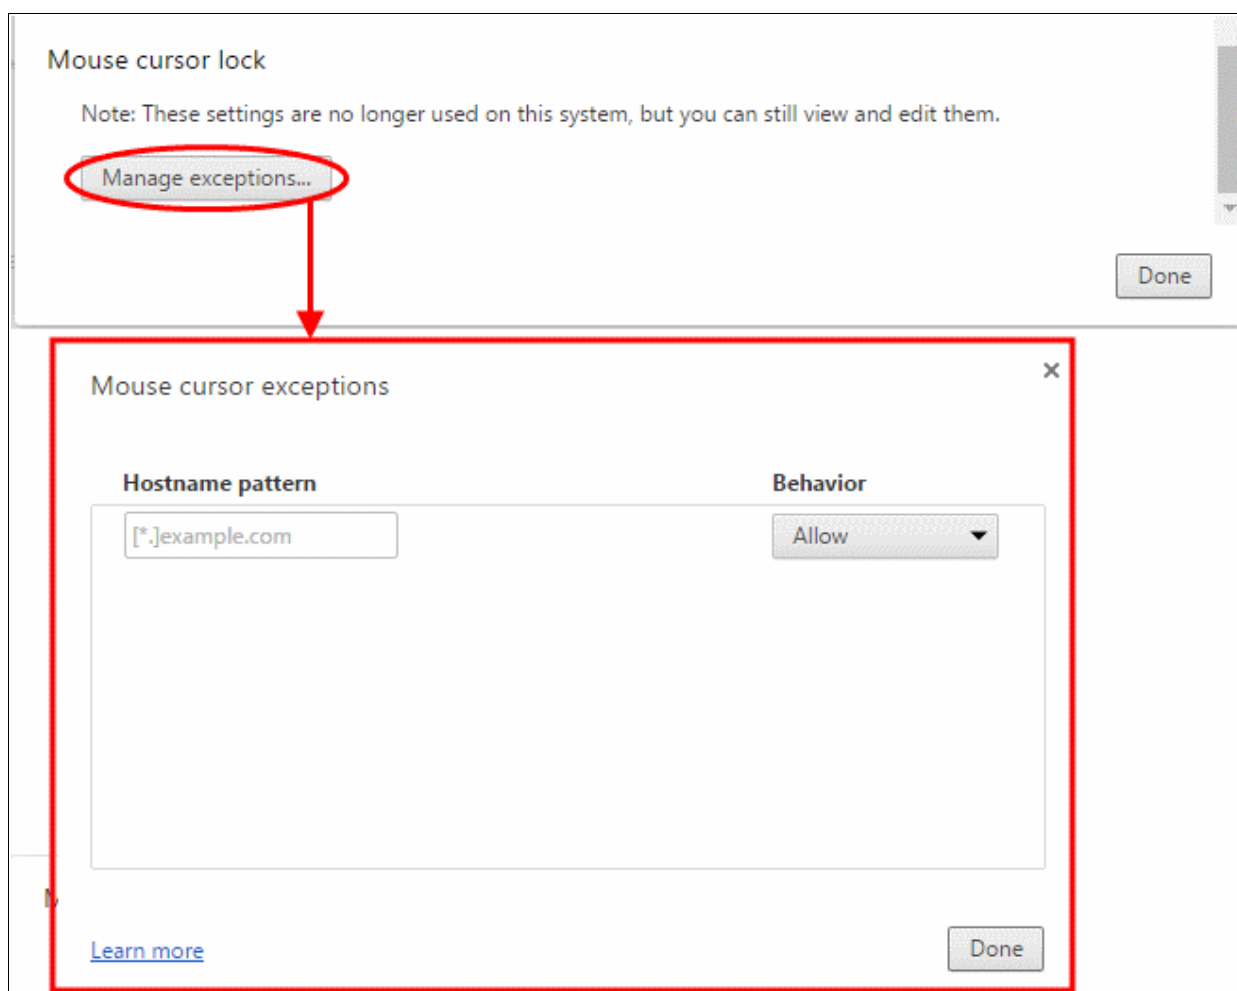 Mouse cursor lock
Note: These settings are no longer used on this system, but you can still view and edit them.
Manage exceptions...
Done
Mouse cursor exceptions
Hostname pattern Behavior
[*.]example.com Allow
Learn more Done